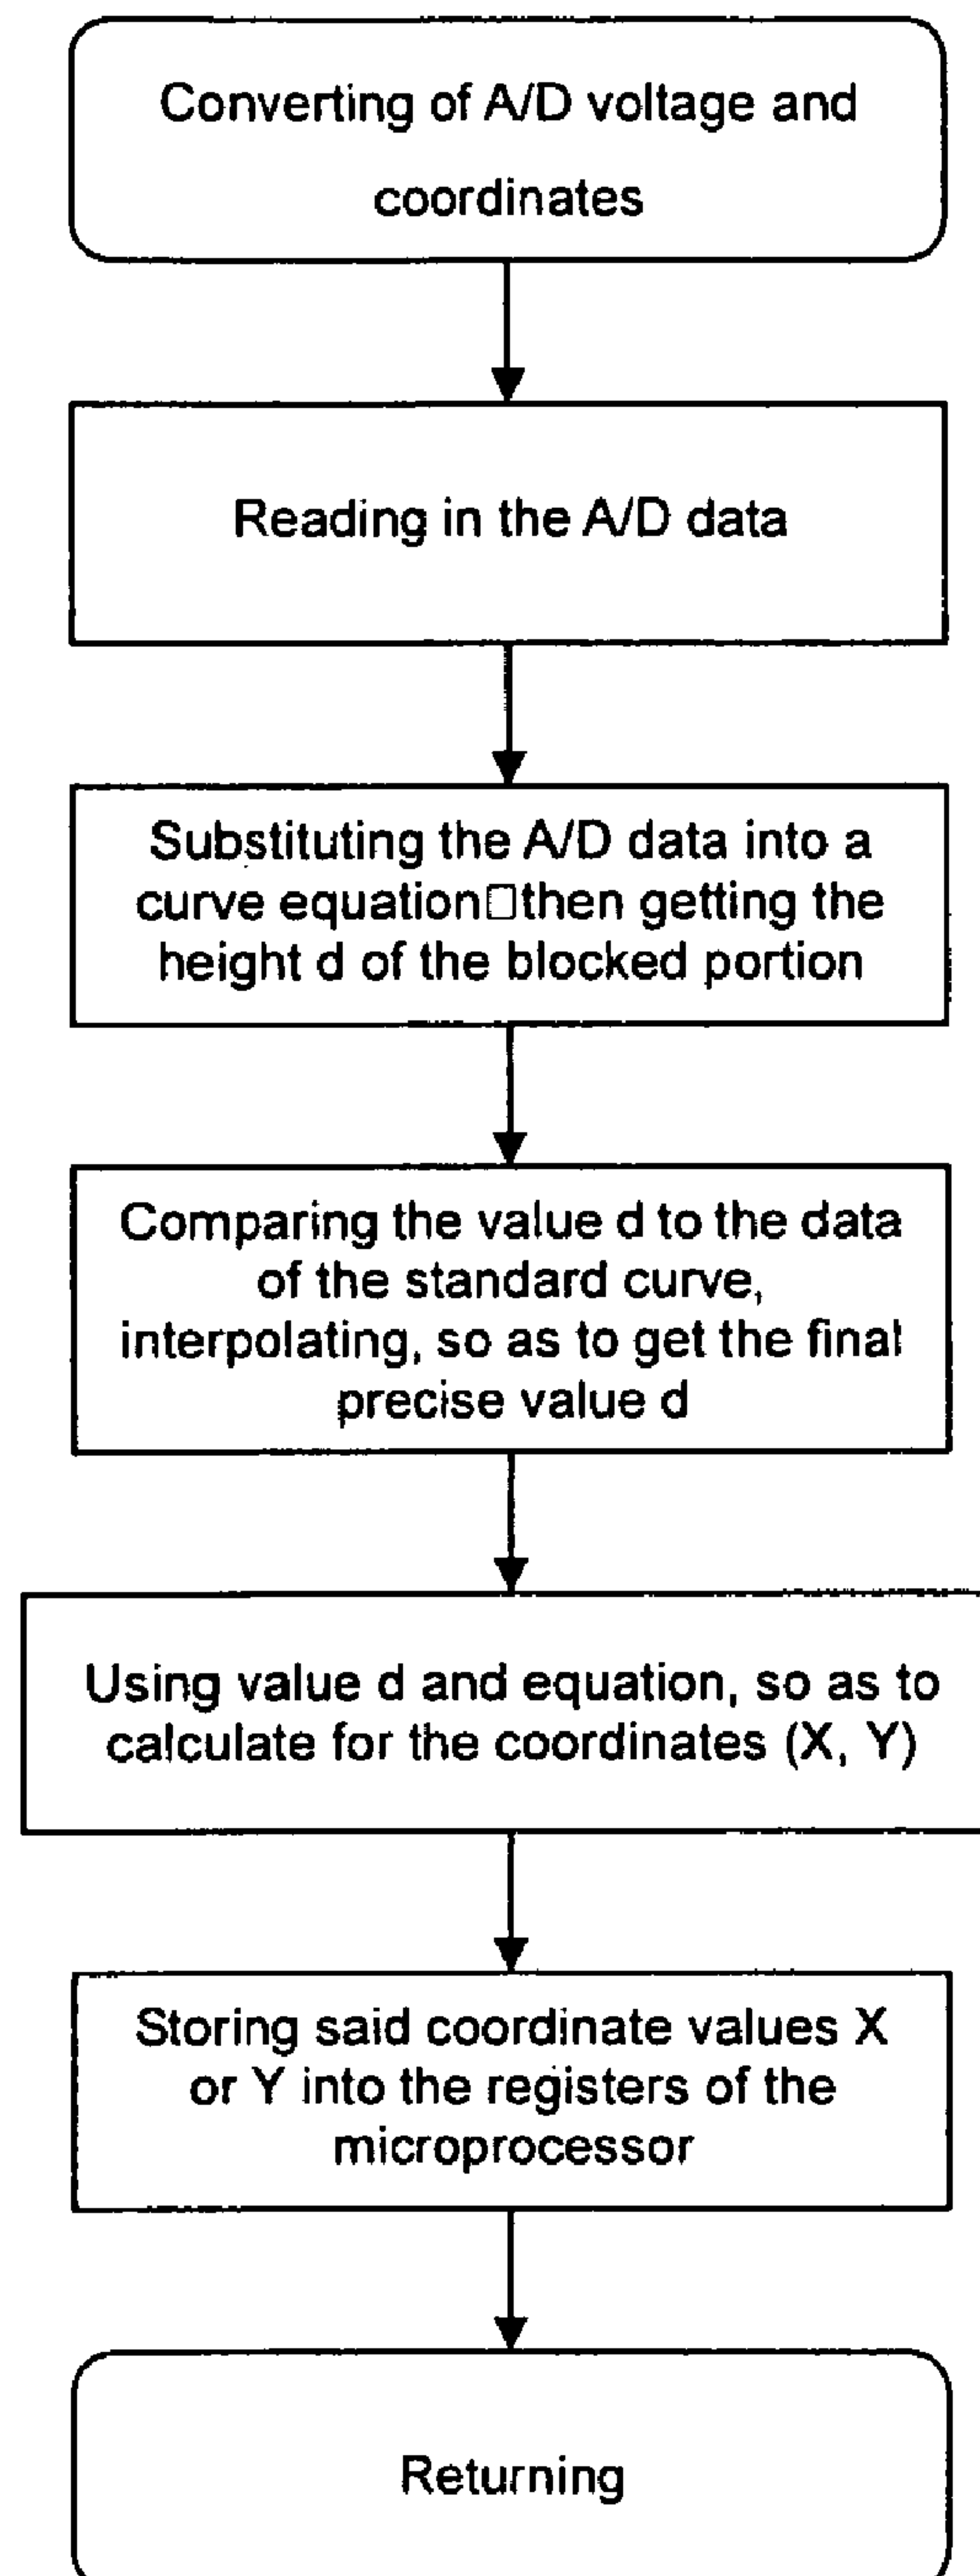 Converting of A/D voltage and
coordinates
Reading in the A/D data
Substituting the A/D data into a
curve equation□then getting the
height d of the blocked portion
Comparing the value d to the data
of the standard curve,
interpolating, so as to get the final
precise value d
Using value d and equation, so as to
calculate for the coordinates (X, Y)
Storing said coordinate values X
or Y into the registers of the
microprocessor
Returning